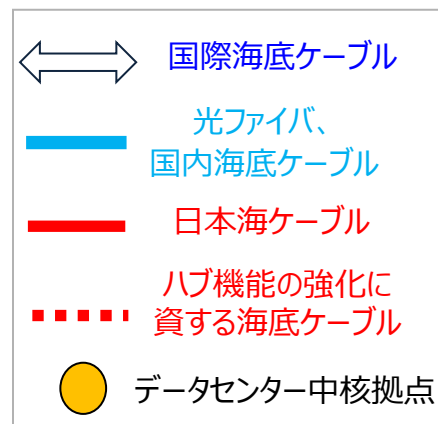 国際海底ケーブル
光ファイバ、
国内海底ケーブル
日本海ケーブル
ハブ機能の強化に
資する海底ケーブル
データセンター中核拠点